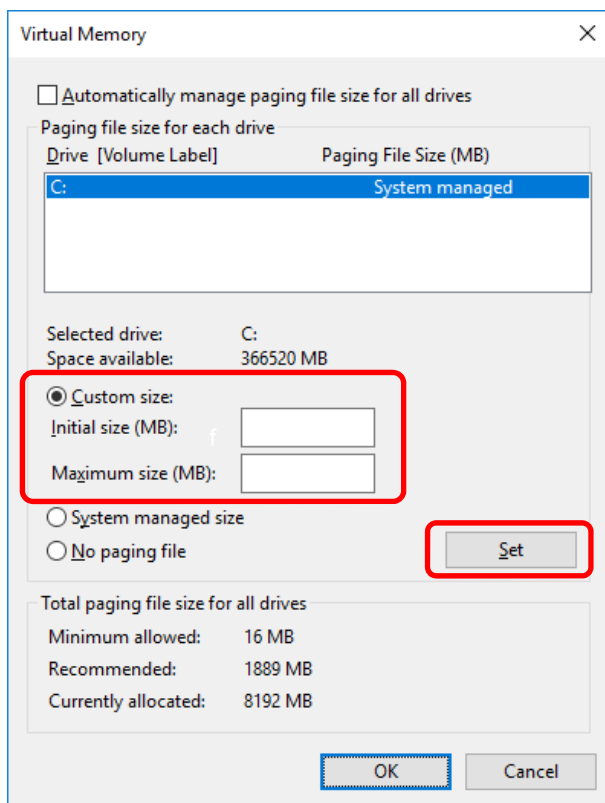 Virtual Memory
Automatically manage paging file size for all drives
Paging file size for each drive
Drive [Volume Label] Paging File Size (MB)
C: System managed
Selected drive: C:
Space available: 366520 MB
Custom size:
Initial size (MB): f
Maximum size (MB):
System managed size
No paging file
Set
Total paging file size for all drives
Minimum allowed: 16 MB
Recommended: 1889 MB
Currently allocated: 8192 MB
OK Cancel